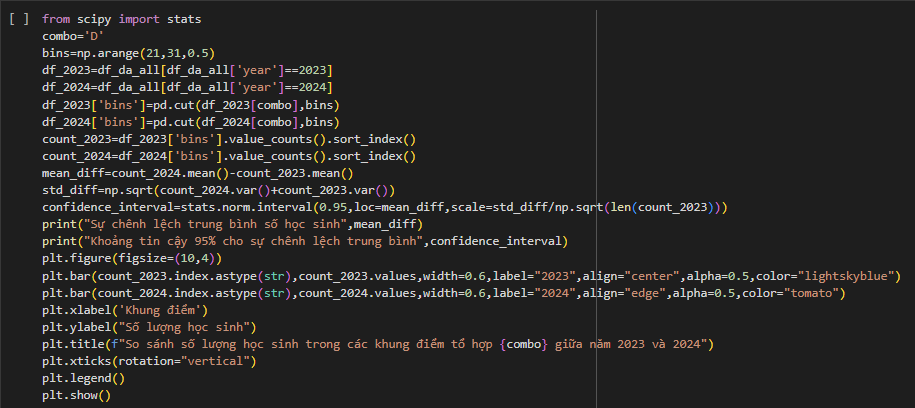 [ ] from scipy import stats
combo='D'
bins=np.arange(21,31,0.5)
df_2023=df_da_all[df_da_all['year']==2023]
df_2024=df_da_all[df_da_all['year']==2024]
df_2023['bins']=pd.cut(df_2023[combo],bins)
df_2024['bins']=pd.cut(df_2024[combo],bins)
count_2023=df_2023['bins'].value_counts().sort_index()
count_2024=df_2024['bins'].value_counts().sort_index()
mean_diff=count_2024.mean()-count_2023.mean()
std_diff=np.sqrt(count_2024.var()+count_2023.var())
confidence_interval=stats.norm.interval(0.95,loc=mean_diff,scale=std_diff/np.sqrt(len(count_2023)))
print("Sự chênh lệch trung bình số học sinh",mean_diff)
print("Khoảng tin cậy 95% cho sự chênh lệch trung bình",confidence_interval)
plt.figure(figsize=(10,4))
plt.bar(count_2023.index.astype(str),count_2023.values,width=0.6,label="2023",align="center",alpha=0.5,color="lightskyblue")
plt.bar(count_2024.index.astype(str),count_2024.values,width=0.6,label="2024",align="edge",alpha=0.5,color="tomato")
plt.xlabel('Khung điểm')
plt.ylabel("Số lượng học sinh")
plt.title(f"So sánh số lượng học sinh trong các khung điểm tổ hợp {combo} giữa năm 2023 và 2024")
plt.xticks(rotation="vertical")
plt.legend()
plt.show()